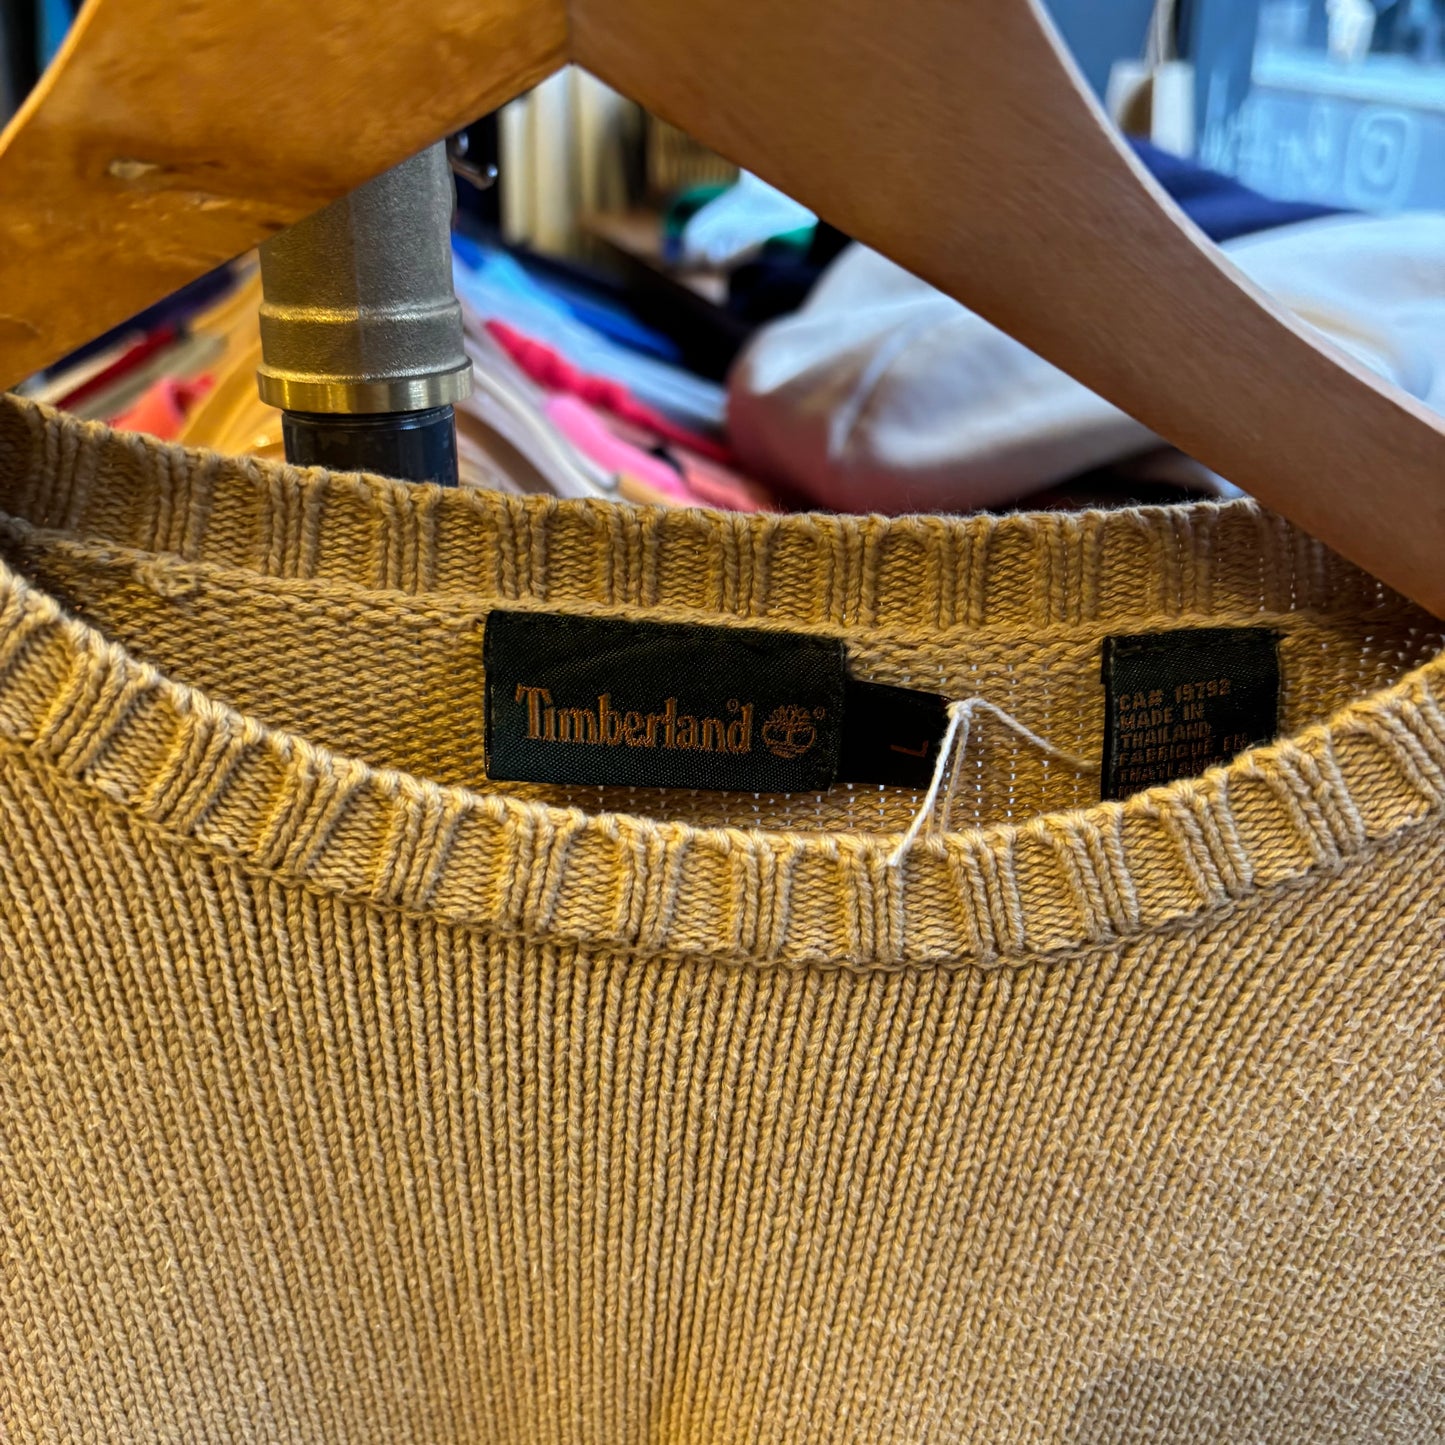 Timberland®
L
CA# 19792
MADE IN
THAILAND
FABRIQUE EN